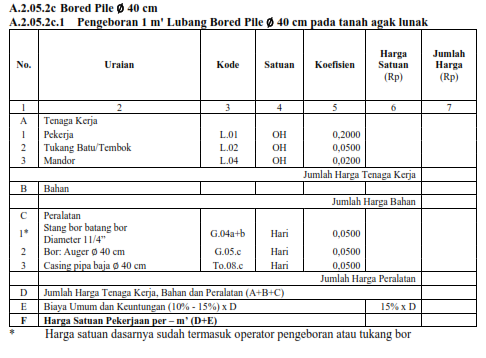 A.2.05.2c Bored Pile Ø 40 cm
A.2.05.2c.1 Pengeboran 1 m' Lubang Bored Pile Ø 40 cm pada tanah agak lunak
No. Uraian Kode Satuan Koefisien Harga Satuan (Rp) Jumlah Harga (Rp)
1 2 3 4 5 6 7
A Tenaga Kerja
1 Pekerja L.01 OH 0,2000
2 Tukang Batu/Tembok L.02 OH 0,0500
3 Mandor L.04 OH 0,0200
Jumlah Harga Tenaga Kerja
B Bahan
Jumlah Harga Bahan
C Peralatan
1* Stang bor batang bor Diameter 11/4” G.04a+b Hari 0,0500
2 Bor: Auger Ø 40 cm G.05.c Hari 0,0500
3 Casing pipa baja Ø 40 cm To.08.c Hari 0,0500
Jumlah Harga Peralatan
D Jumlah Harga Tenaga Kerja, Bahan dan Peralatan (A+B+C)
E Biaya Umum dan Keuntungan (10% - 15%) x D 15% x D
F Harga Satuan Pekerjaan per – m’ (D+E)
* Harga satuan dasarnya sudah termasuk operator pengeboran atau tukang bor